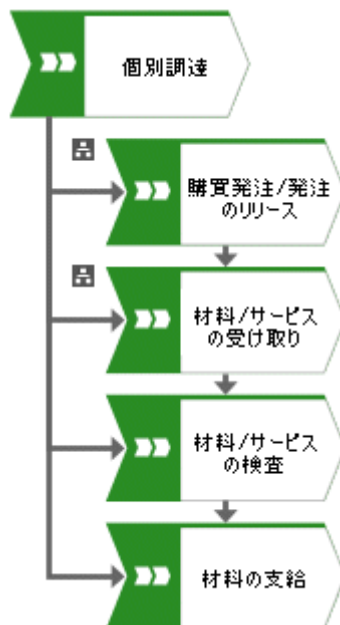 個別調達
購買発注/発注
のリリース
材料/サービス
の受け取り
材料/サービス
の検査
材料の支給